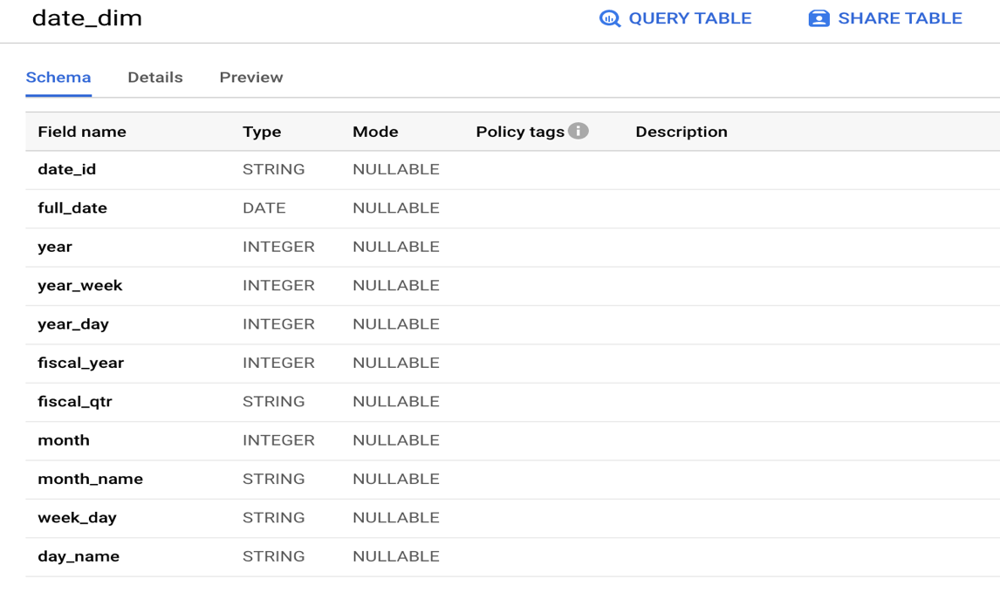 date_dim QUERY TABLE SHARE TABLE
Schema Details Preview
Field name Type Mode Policy tags Description
date_id STRING NULLABLE
full_date DATE NULLABLE
year INTEGER NULLABLE
year_week INTEGER NULLABLE
year_day INTEGER NULLABLE
fiscal_year INTEGER NULLABLE
fiscal_qtr STRING NULLABLE
month INTEGER NULLABLE
month_name STRING NULLABLE
week_day STRING NULLABLE
day_name STRING NULLABLE